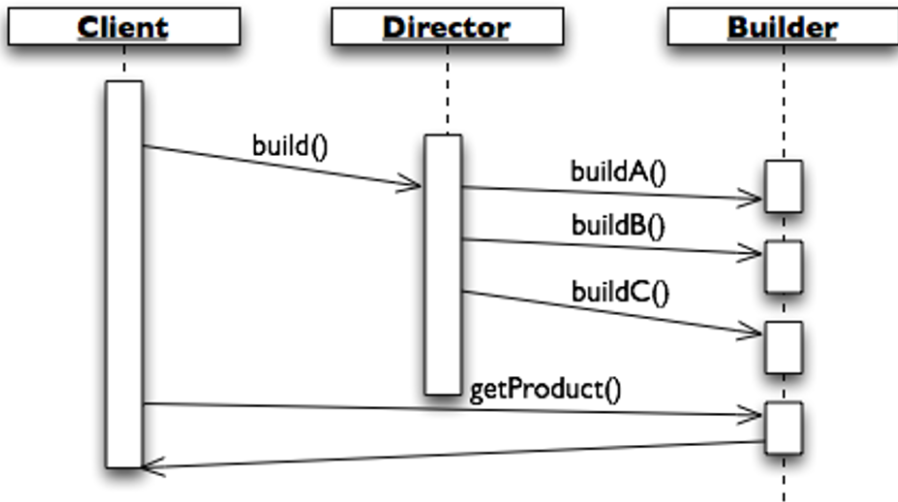 Client
Director
Builder
build()
buildA()
buildB()
buildC()
getProduct()